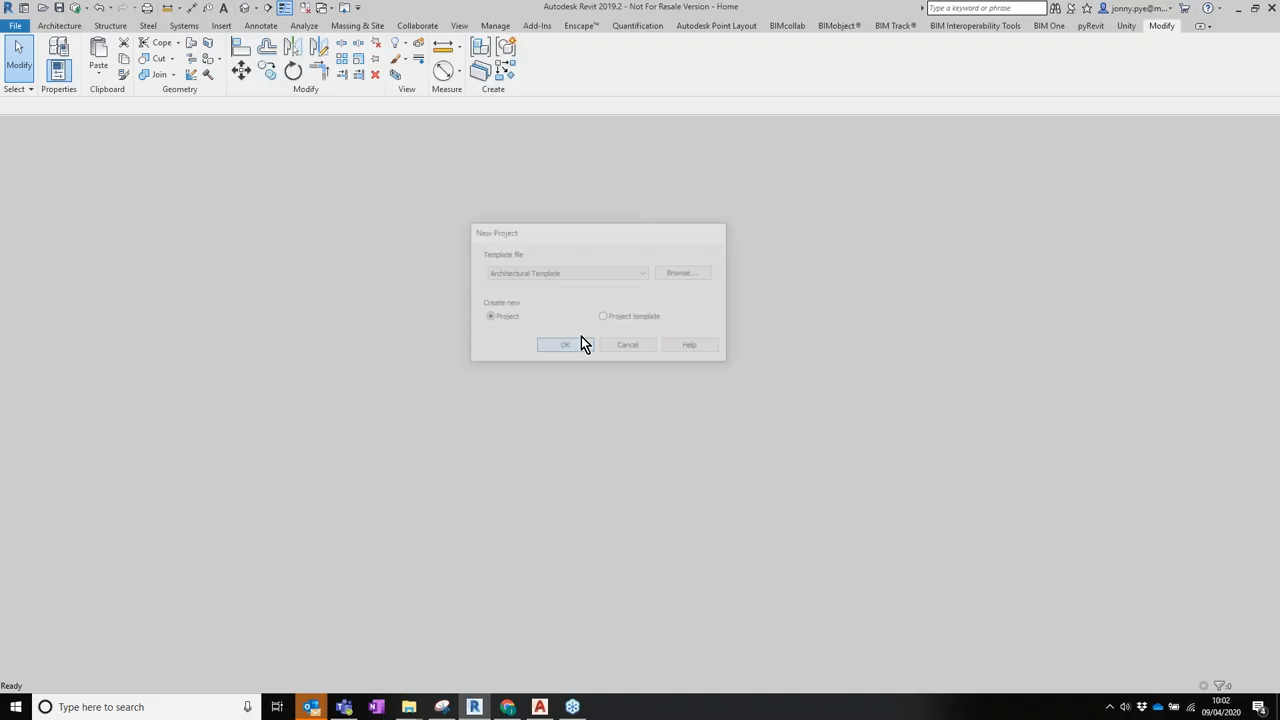 Autodesk Revit 2019.2 - Not For Resale Version - Home
Type a keyword or phrase
jonny.pye@m...
File Architecture Structure Steel Systems Insert Annotate Analyze Massing & Site Collaborate View Manage Add-Ins Enscape™ Quantification Autodesk Point Layout BIMcollab BIMobject® BIM Track® BIM Interoperability Tools BIM One pyRevit Unity Modify
Modify
Paste
Cope
Cut
Join
Select Properties Clipboard Geometry Modify View Measure Create
New Project
Template file
Architectural Template Browse...
Create new
Project Project template
OK Cancel Help
Ready
:0
Type here to search
10:02
09/04/2020